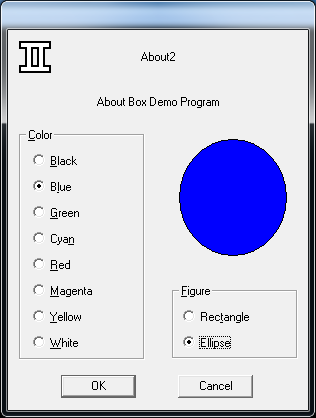 About2
About Box Demo Program
Color
Black
Blue
Green
Cyan
Red
Magenta
Yellow
White
Figure
Rectangle
Ellipse
OK
Cancel